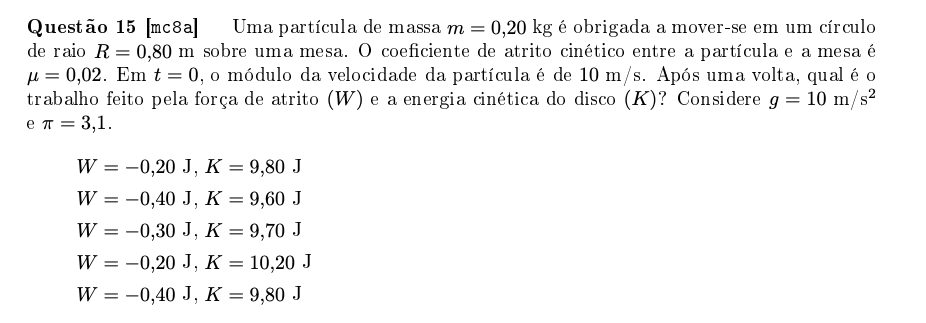 Questão 15 [mc8a] Uma partícula de massa m = 0,20 kg é obrigada a mover-se em um círculo
de raio R = 0,80 m sobre uma mesa. O coeficiente de atrito cinético entre a partícula e a mesa é
μ = 0,02. Em t = 0, o módulo da velocidade da partícula é de 10 m/s. Após uma volta, qual é o
trabalho feito pela força de atrito (W) e a energia cinética do disco (K)? Considere g = 10 m/s²
e π = 3,1.
W = −0,20 J, K = 9,80 J
W = −0,40 J, K = 9,60 J
W = −0,30 J, K = 9,70 J
W = −0,20 J, K = 10,20 J
W = −0,40 J, K = 9,80 J